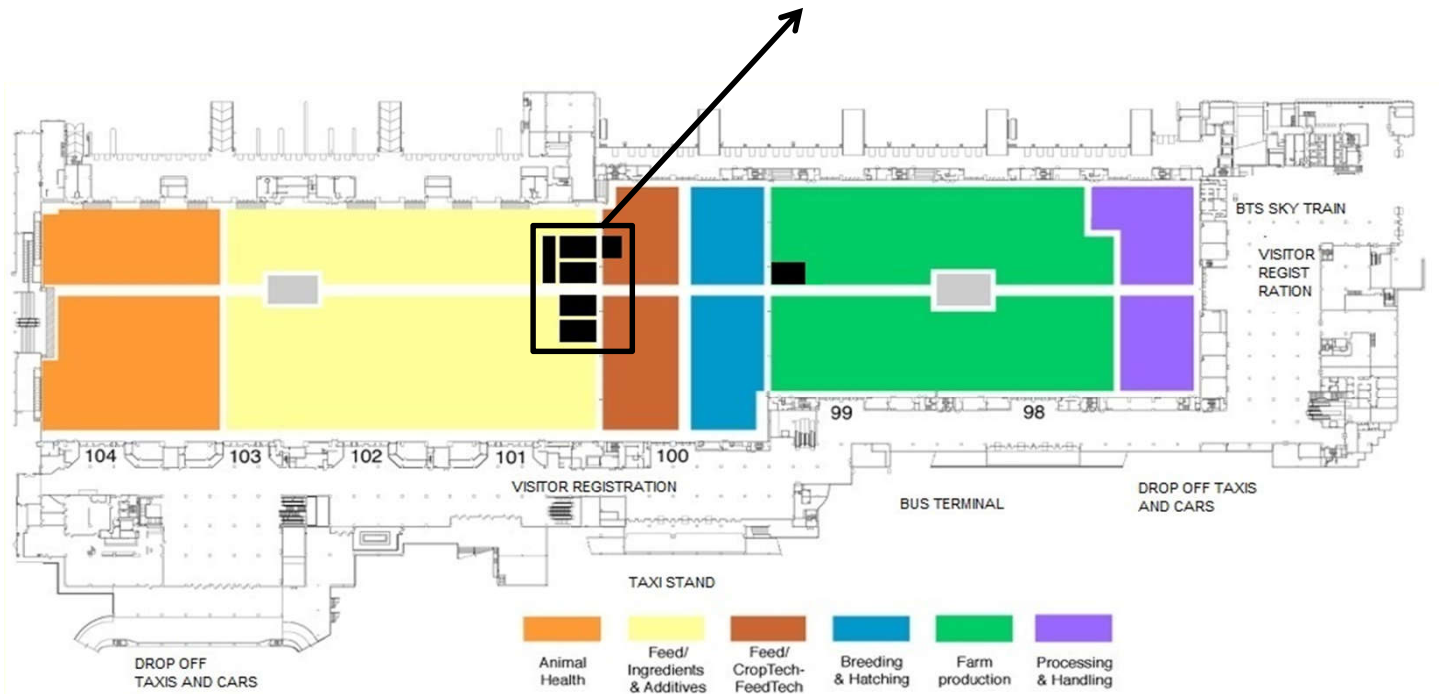 BTS SKY TRAIN
VISITOR
REGIST
RATION
99
98
104
103
102
101
100
VISITOR REGISTRATION
BUS TERMINAL
DROP OFF TAXIS
AND CARS
TAXI STAND
DROP OFF
TAXIS AND CARS
Animal
Health
Feed/
Ingredients
& Additives
Feed/
CropTech-
FeedTech
Breeding
& Hatching
Farm
production
Processing
& Handling